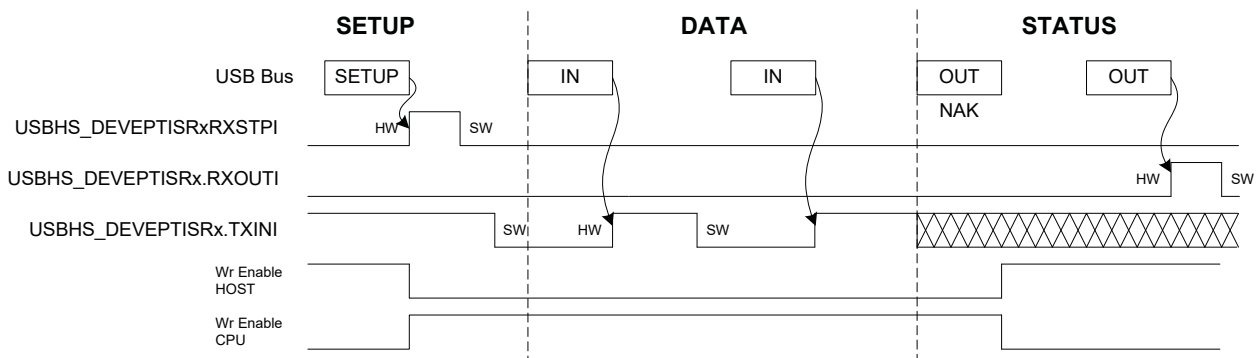 SETUP DATA STATUS
USB Bus SETUP IN IN OUT OUT
NAK
USBHS_DEVEPTISRxRXSTPI HW SW
USBHS_DEVEPTISRx.RXOUTI HW SW
USBHS_DEVEPTISRx.TXINI SW HW SW
Wr Enable
HOST
Wr Enable
CPU